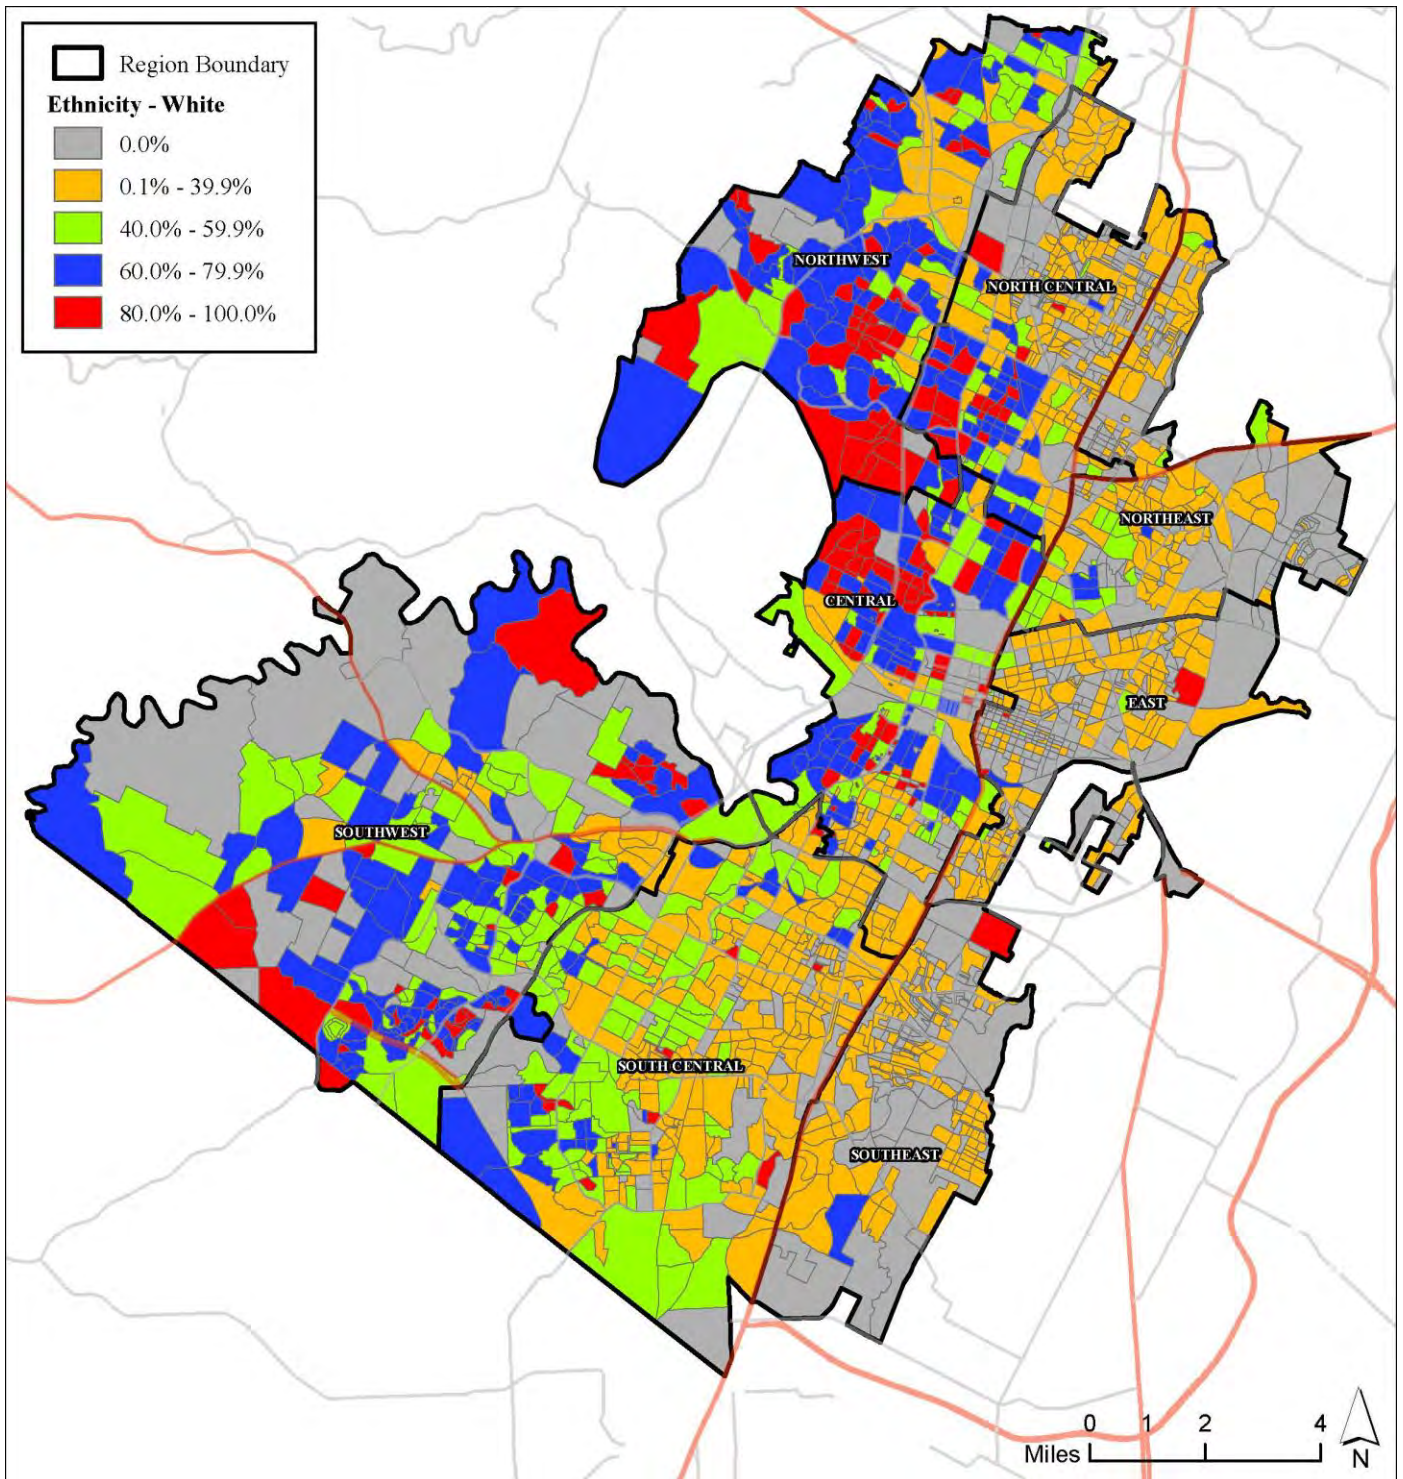 Region Boundary
Ethnicity - White
0.0%
0.1% - 39.9%
40.0% - 59.9%
60.0% - 79.9%
80.0% - 100.0%
NORTHWEST
NORTH CENTRAL
NORTHEAST
CENTRAL
EAST
SOUTHWEST
SOUTH CENTRAL
SOUTHEAST
0 1 2 4
Miles
N